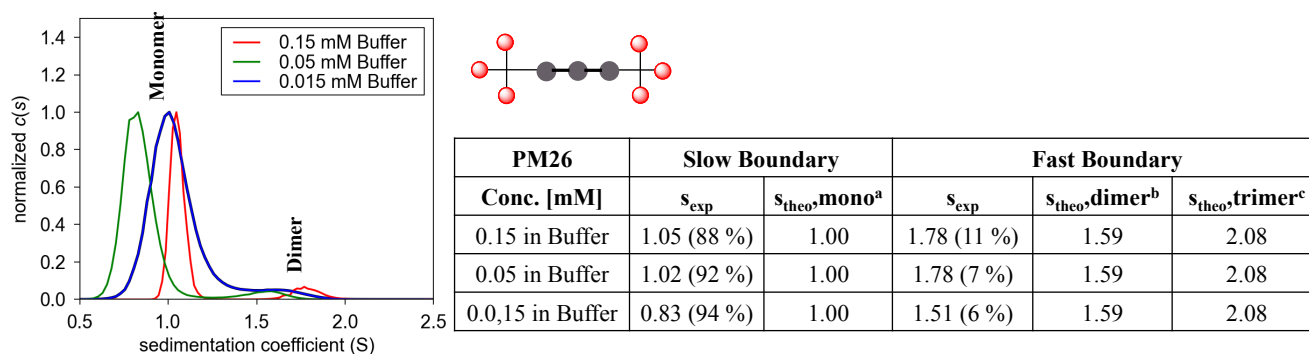 1.4
1.2
1.0
0.8
0.6
0.4
0.2
0.0
normalized c(s)
Monomer
Dimer
0.15 mM Buffer
0.05 mM Buffer
0.015 mM Buffer
0.5 1.0 1.5 2.0 2.5
sedimentation coefficient (S)
PM26 Slow Boundary Fast Boundary
Conc. [mM] sexp stheo,monoa sexp stheo,dimerb stheo,trimerc
0.15 in Buffer 1.05 (88 %) 1.00 1.78 (11 %) 1.59 2.08
0.05 in Buffer 1.02 (92 %) 1.00 1.78 (7 %) 1.59 2.08
0.0,15 in Buffer 0.83 (94 %) 1.00 1.51 (6 %) 1.59 2.08